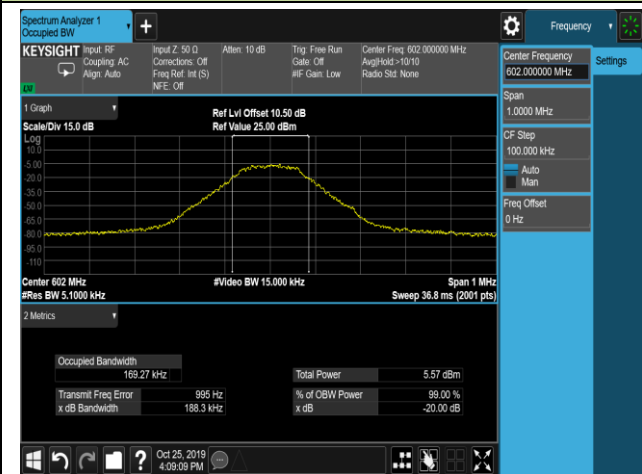 Spectrum Analyzer 1
Occupied BW
+
Frequency
KEYSIGHT
Input: RF
Coupling: AC
Align: Auto
Input Z: 50 Ω
Corrections: Off
Freq Ref: Int (S)
NFE: Off
Atten: 10 dB
Trig: Free Run
Gate: Off
#IF Gain: Low
Center Freq: 602.000000 MHz
Avg|Hold:>10/10
Radio Std: None
1 Graph
Scale/Div 15.0 dB
Ref Lvl Offset 10.50 dB
Ref Value 25.00 dBm
Log
10.0
-5.00
-20.0
-35.0
-50.0
-65.0
-80.0
-95.0
-110
Center 602 MHz
#Res BW 5.1000 kHz
#Video BW 15.000 kHz
Span 1 MHz
Sweep 36.8 ms (2001 pts)
2 Metrics
Occupied Bandwidth
169.27 kHz
Total Power 5.57 dBm
Transmit Freq Error 995 Hz
% of OBW Power 99.00 %
x dB Bandwidth 188.3 kHz
x dB -20.00 dB
?
Oct 25, 2019
4:09:09 PM
Center Frequency
602.000000 MHz
Settings
Span
1.0000 MHz
CF Step
100.000 kHz
Auto
Man
Freq Offset
0 Hz